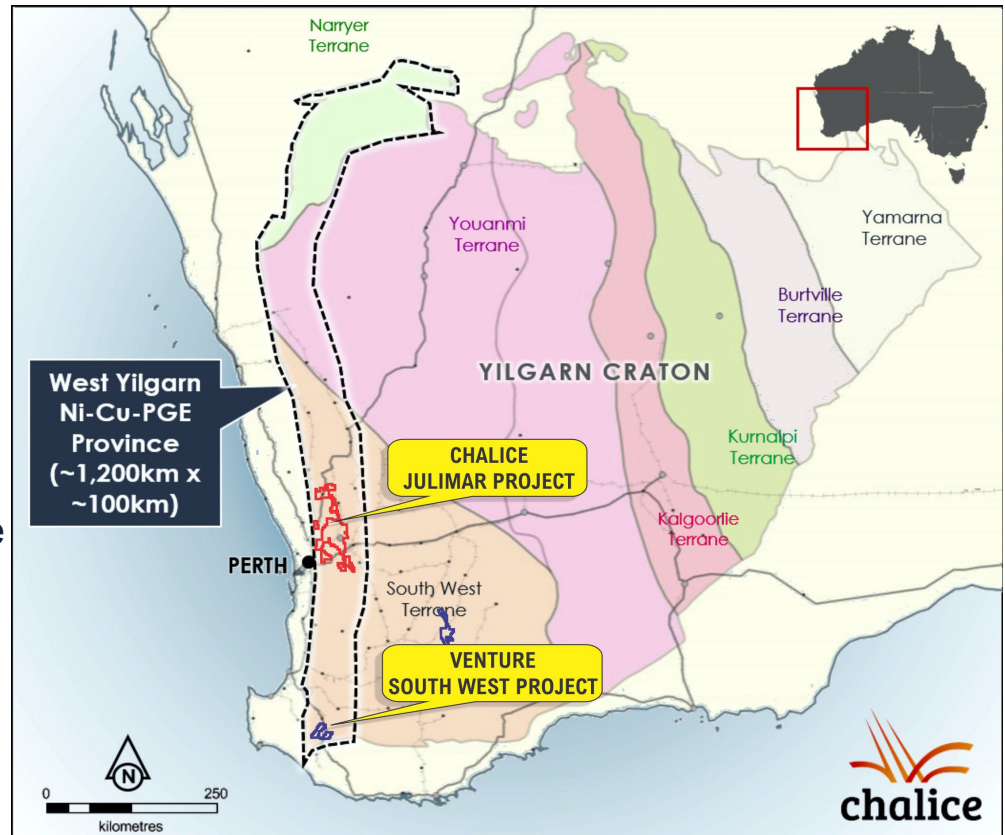 Narryer
Terrane
Youanmi
Terrane
Yamarna
Terrane
Burtville
Terrane
YILGARN CRATON
West Yilgarn
Ni-Cu-PGE
Province
(~1,200km x
~100km)
Kurnalpi
Terrane
CHALICE
JULIMAR PROJECT
Kalgoorlie
Terrane
PERTH
South West
Terrane
VENTURE
SOUTH WEST PROJECT
N
0 250
kilometres
chalice
e